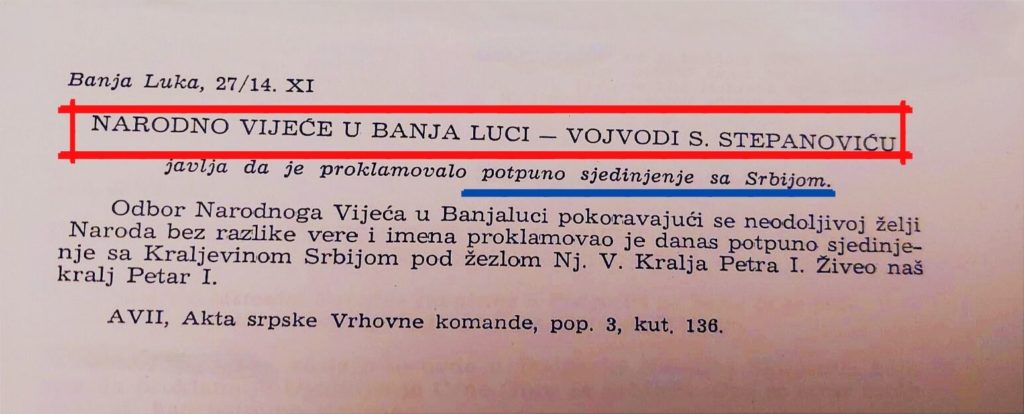 Banja Luka, 27/14. XI
NARODNO VIJEĆE U BANJA LUCI — VOJVODI S. STEPANOVIĆU
javlja da je proklamovalo potpuno sjedinjenje sa Srbijom.
Odbor Narodnoga Vijeća u Banjaluci pokoravajući se neodoljivoj želji
Naroda bez razlike vere i imena proklamovao je danas potpuno sjedinje-
nje sa Kraljevinom Srbijom pod žezlom Nj. V. Kralja Petra I. Živeo naš
kralj Petar I.
AVII, Akta srpske Vrhovne komande, pop. 3, kut. 136.